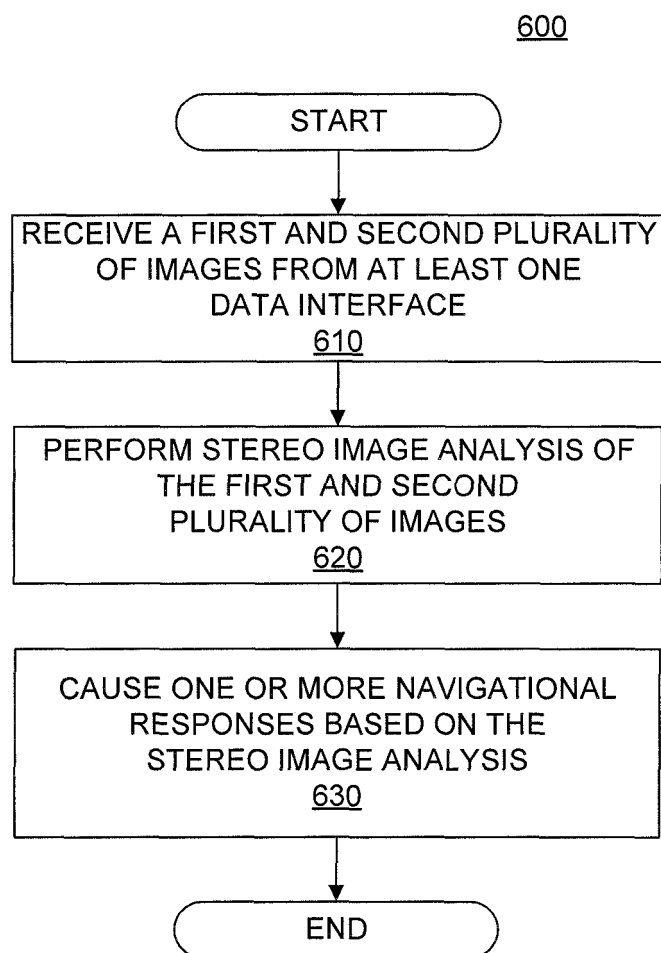 600
START
RECEIVE A FIRST AND SECOND PLURALITY
OF IMAGES FROM AT LEAST ONE
DATA INTERFACE
610
PERFORM STEREO IMAGE ANALYSIS OF
THE FIRST AND SECOND
PLURALITY OF IMAGES
620
CAUSE ONE OR MORE NAVIGATIONAL
RESPONSES BASED ON THE
STEREO IMAGE ANALYSIS
630
END